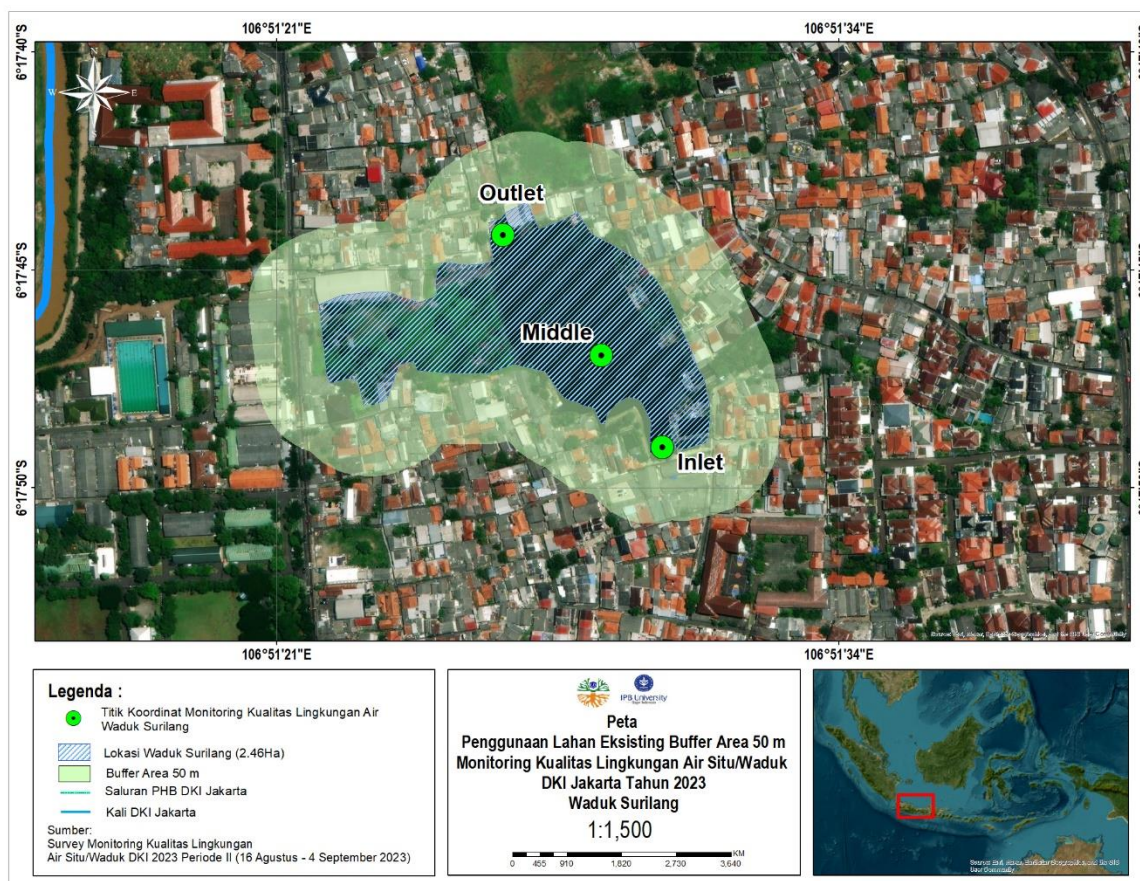 106°51'21"E
106°51'34"E
6°17'40"S
N
W
E
Outlet
6°17'45"S
Middle
Inlet
6°17'50"S
106°51'21"E
106°51'34"E
Legenda :
Titik Koordinat Monitoring Kualitas Lingkungan Air
Waduk Surilang
Lokasi Waduk Surilang (2.46Ha)
Buffer Area 50 m
Saluran PHB DKI Jakarta
Kali DKI Jakarta
Sumber:
Survey Monitoring Kualitas Lingkungan
Air Situ/Waduk DKI 2023 Periode II (16 Agustus - 4 September 2023)
IPB University
Peta
Penggunaan Lahan Eksisting Buffer Area 50 m
Monitoring Kualitas Lingkungan Air Situ/Waduk
DKI Jakarta Tahun 2023
Waduk Surilang
1:1,500
KM
0 455 910 1,820 2,730 3,640